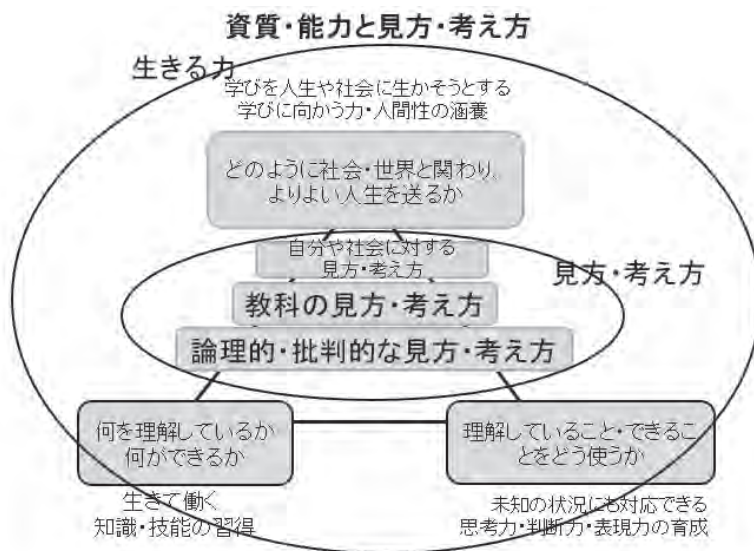 資質・能力と見方・考え方
生きる力
学びを人生や社会に生かそうとする
学びに向かう力・人間性の涵養
どのように社会・世界と関わり、
よりよい人生を送るか
自分や社会に対する
見方・考え方
見方・考え方
教科の見方・考え方
論理的・批判的な見方・考え方
何を理解しているか
何ができるか
理解していること・できるこ
とをどう使うか
生きて働く
知識・技能の習得
未知の状況にも対応できる
思考力・判断力・表現力の育成